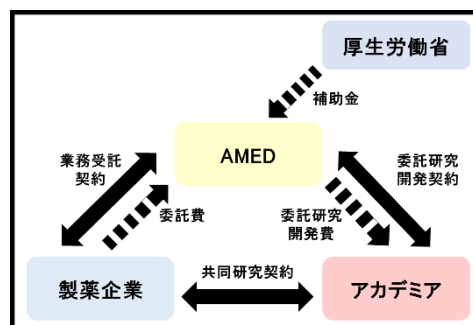 厚生労働省
補助金
AMED
業務受託
契約
委託費
委託研究
開発費
委託研究
開発契約
製薬企業
共同研究契約
アカデミア